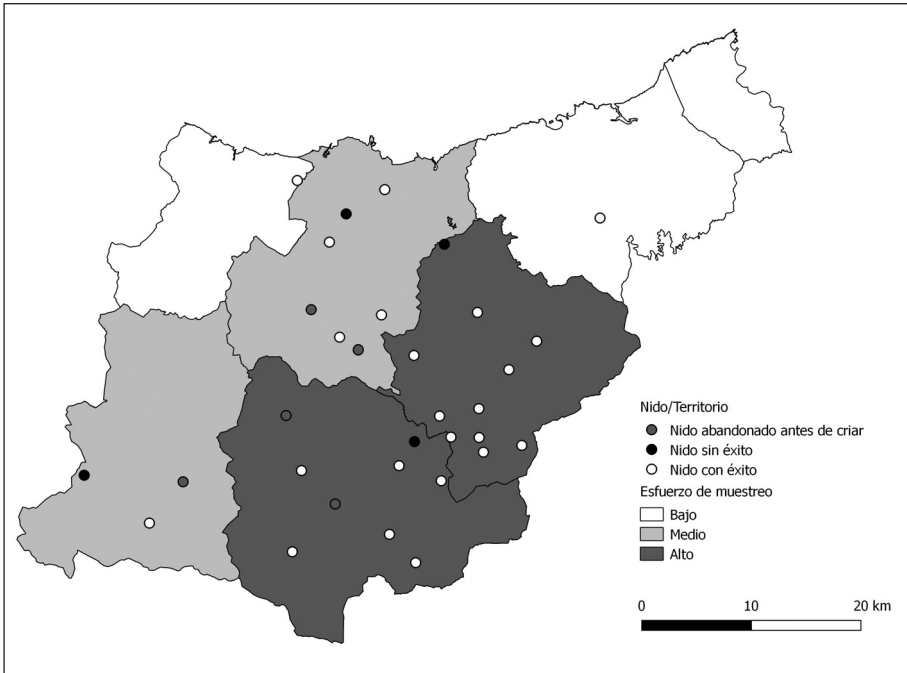 Nido/Territorio
Nido abandonado antes de criar
Nido sin éxito
Nido con éxito
Esfuerzo de muestreo
Bajo
Medio
Alto
0 10 20 km